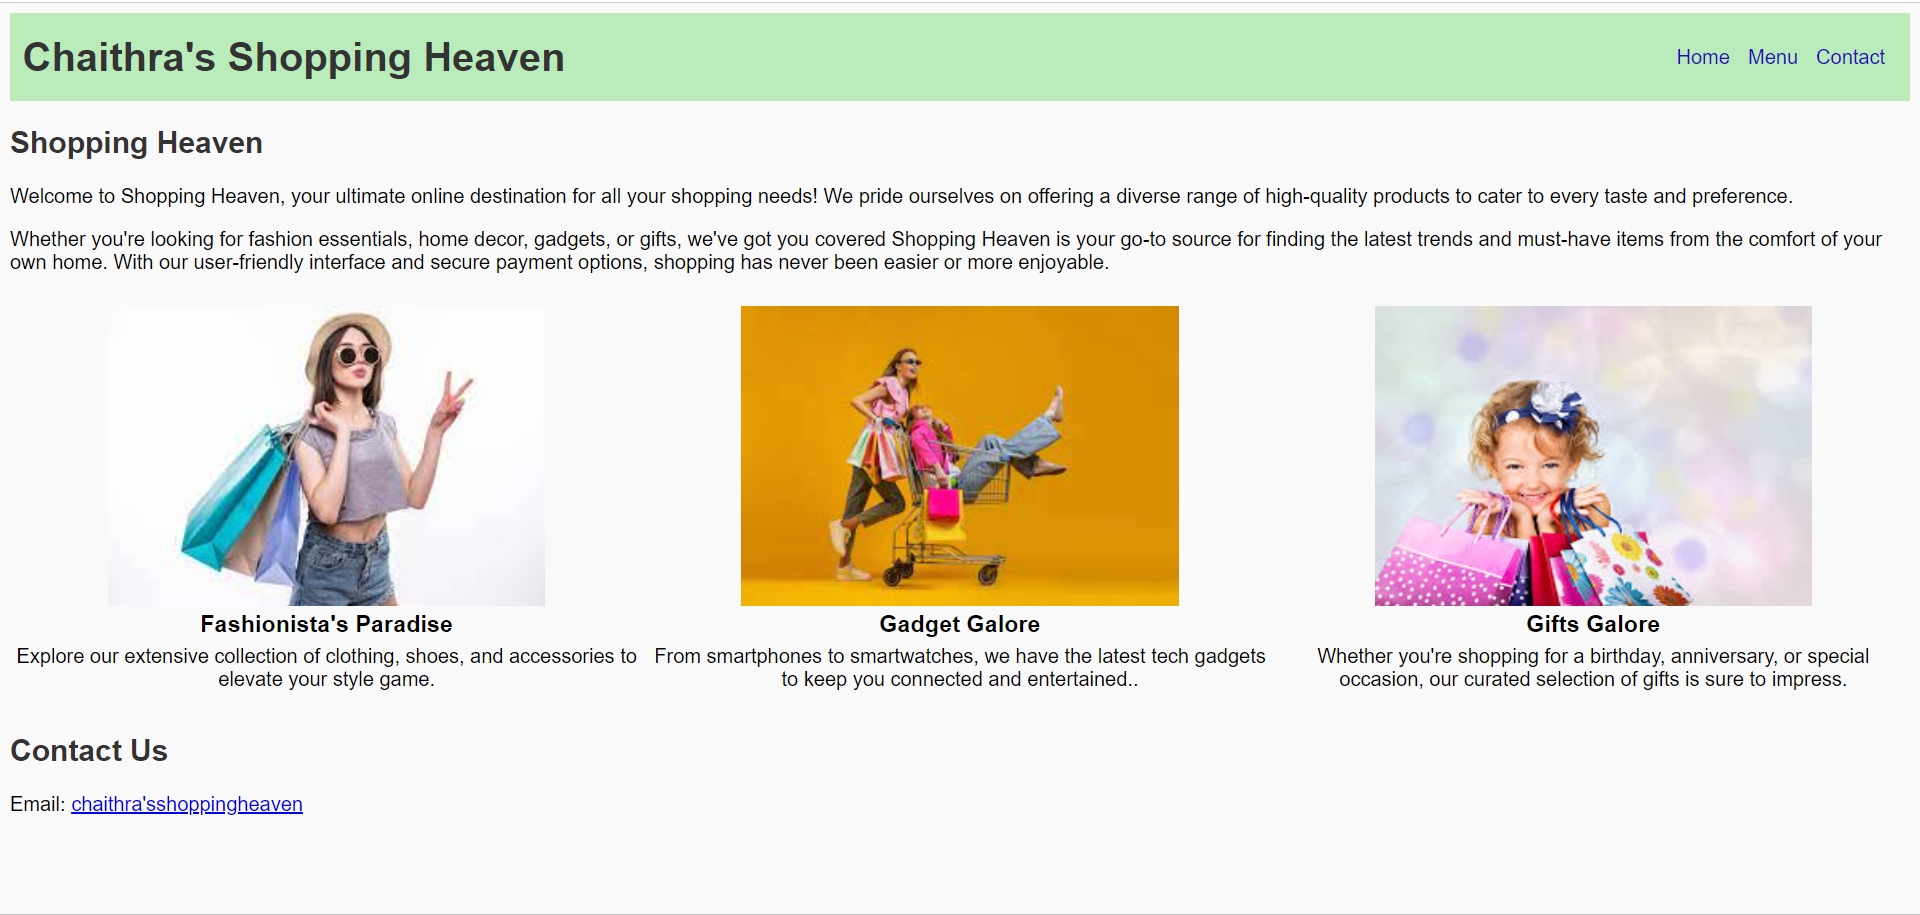 Chaithra's Shopping Heaven
Home Menu Contact
Shopping Heaven
Welcome to Shopping Heaven, your ultimate online destination for all your shopping needs! We pride ourselves on offering a diverse range of high-quality products to cater to every taste and preference.
Whether you're looking for fashion essentials, home decor, gadgets, or gifts, we've got you covered Shopping Heaven is your go-to source for finding the latest trends and must-have items from the comfort of your
own home. With our user-friendly interface and secure payment options, shopping has never been easier or more enjoyable.
Fashionista's Paradise
Explore our extensive collection of clothing, shoes, and accessories to
elevate your style game.
Gadget Galore
From smartphones to smartwatches, we have the latest tech gadgets
to keep you connected and entertained..
Gifts Galore
Whether you're shopping for a birthday, anniversary, or special
occasion, our curated selection of gifts is sure to impress.
Contact Us
Email: chaithra'sshoppingheaven